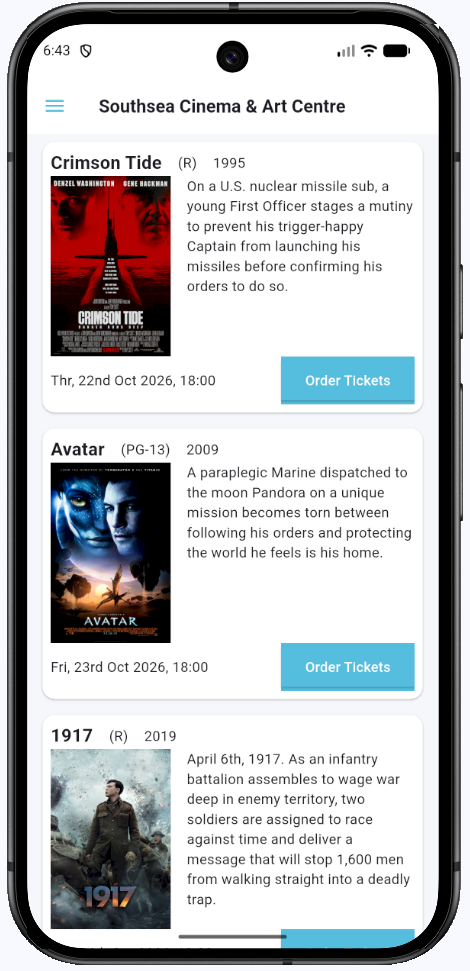 6:43
Southsea Cinema & Art Centre
Crimson Tide (R) 1995
DENZEL WASHINGTON GENE HACKMAN
CRIMSON TIDE
On a U.S. nuclear missile sub, a
young First Officer stages a mutiny
to prevent his trigger-happy
Captain from launching his
missiles before confirming his
orders to do so.
Thr, 22nd Oct 2026, 18:00
Order Tickets
Avatar (PG-13) 2009
AVATAR
A paraplegic Marine dispatched to
the moon Pandora on a unique
mission becomes torn between
following his orders and protecting
the world he feels is his home.
Fri, 23rd Oct 2026, 18:00
Order Tickets
1917 (R) 2019
1917
April 6th, 1917. As an infantry
battalion assembles to wage war
deep in enemy territory, two
soldiers are assigned to race
against time and deliver a
message that will stop 1,600 men
from walking straight into a deadly
trap.